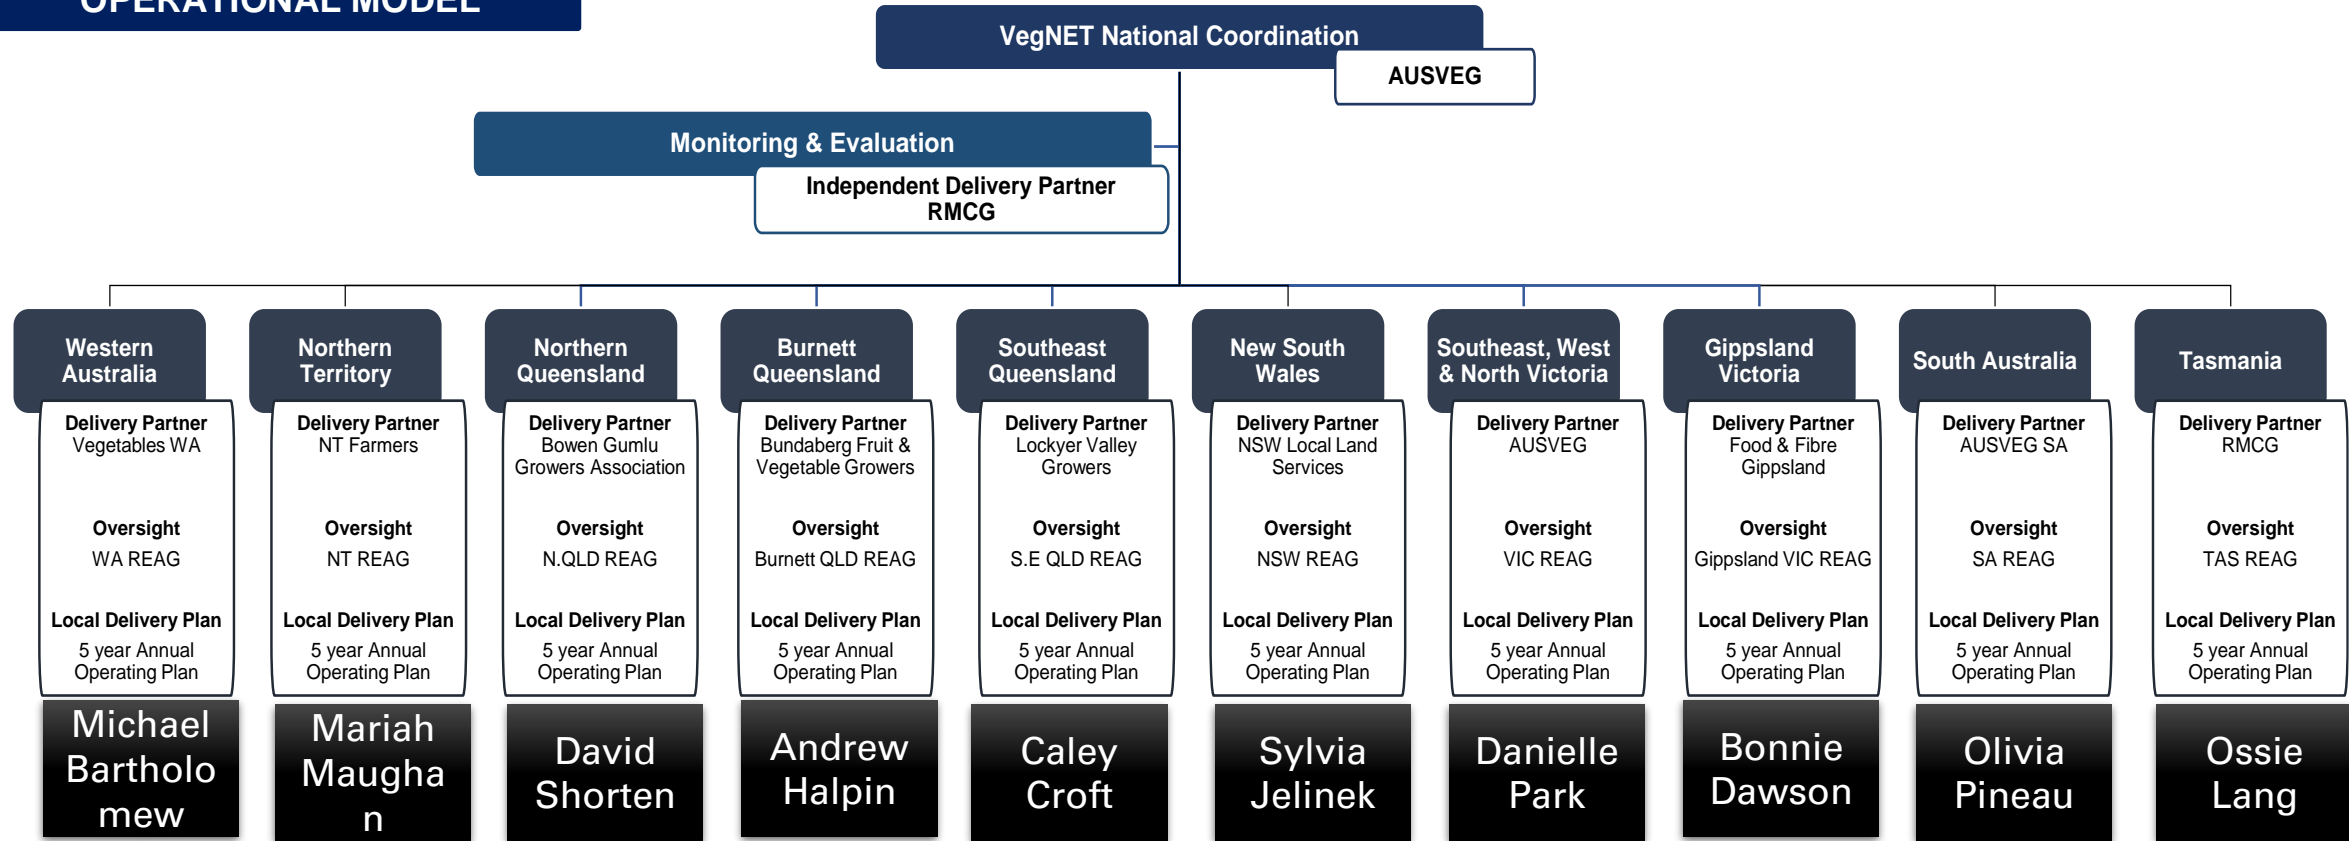 OPERATIONAL MODEL
VegNET National Coordination
AUSVEG
Monitoring & Evaluation
Independent Delivery Partner
RMCG
Western
Australia
Delivery Partner
Vegetables WA
Oversight
WA REAG
Local Delivery Plan
5 year Annual
Operating Plan
Michael
Bartholo
mew
Northern
Territory
Delivery Partner
NT Farmers
Oversight
NT REAG
Local Delivery Plan
5 year Annual
Operating Plan
Mariah
Maugha
n
Northern
Queensland
Delivery Partner
Bowen Gumlu
Growers Association
Oversight
N.QLD REAG
Local Delivery Plan
5 year Annual
Operating Plan
David
Shorten
Burnett
Queensland
Delivery Partner
Bundaberg Fruit &
Vegetable Growers
Oversight
Burnett QLD REAG
Local Delivery Plan
5 year Annual
Operating Plan
Andrew
Halpin
Southeast
Queensland
Delivery Partner
Lockyer Valley
Growers
Oversight
S.E QLD REAG
Local Delivery Plan
5 year Annual
Operating Plan
Caley
Croft
New South
Wales
Delivery Partner
NSW Local Land
Services
Oversight
NSW REAG
Local Delivery Plan
5 year Annual
Operating Plan
Sylvia
Jelinek
Southeast, West
& North Victoria
Delivery Partner
AUSVEG
Oversight
VIC REAG
Local Delivery Plan
5 year Annual
Operating Plan
Danielle
Park
Gippsland
Victoria
Delivery Partner
Food & Fibre
Gippsland
Oversight
Gippsland VIC REAG
Local Delivery Plan
5 year Annual
Operating Plan
Bonnie
Dawson
South Australia
Delivery Partner
AUSVEG SA
Oversight
SA REAG
Local Delivery Plan
5 year Annual
Operating Plan
Olivia
Pineau
Tasmania
Delivery Partner
RMCG
Oversight
TAS REAG
Local Delivery Plan
5 year Annual
Operating Plan
Ossie
Lang